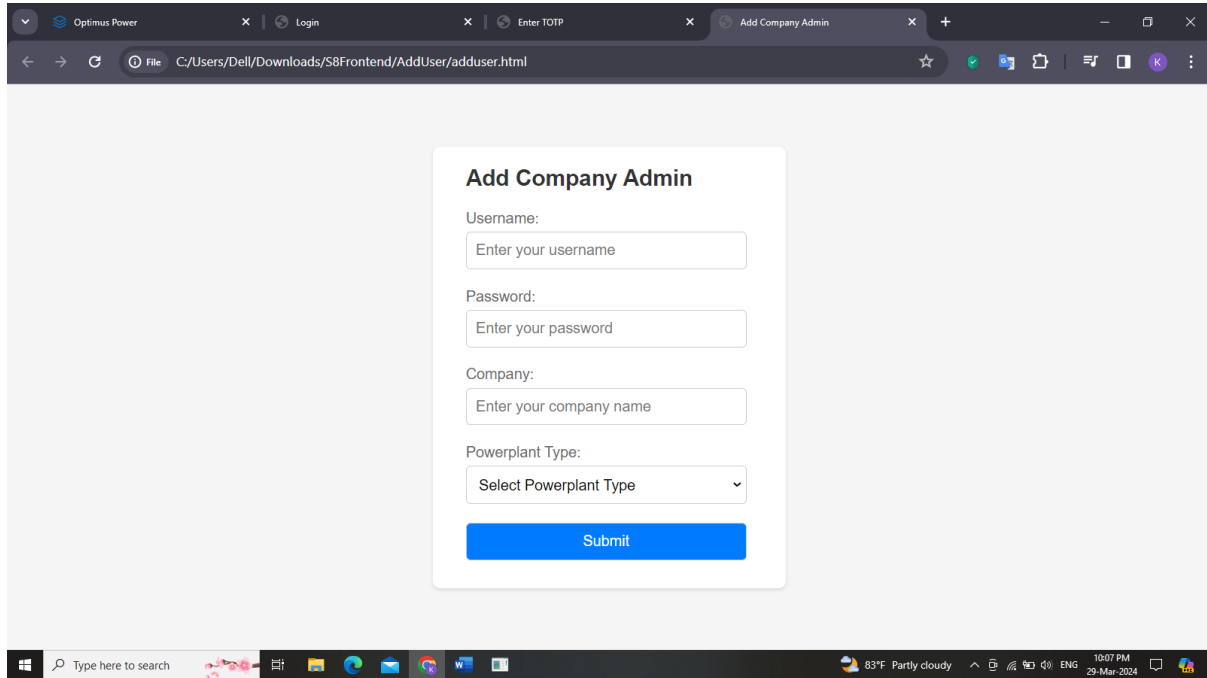 Optimus Power
Login
Enter TOTP
Add Company Admin
File C:/Users/Dell/Downloads/S8Frontend/AddUser/adduser.html
K
Add Company Admin
Username:
Enter your username
Password:
Enter your password
Company:
Enter your company name
Powerplant Type:
Select Powerplant Type
Submit
Type here to search
83°F Partly cloudy
ENG
10:07 PM
29-Mar-2024